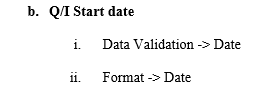 b. Q/I Start date
i. Data Validation -> Date
ii. Format -> Date